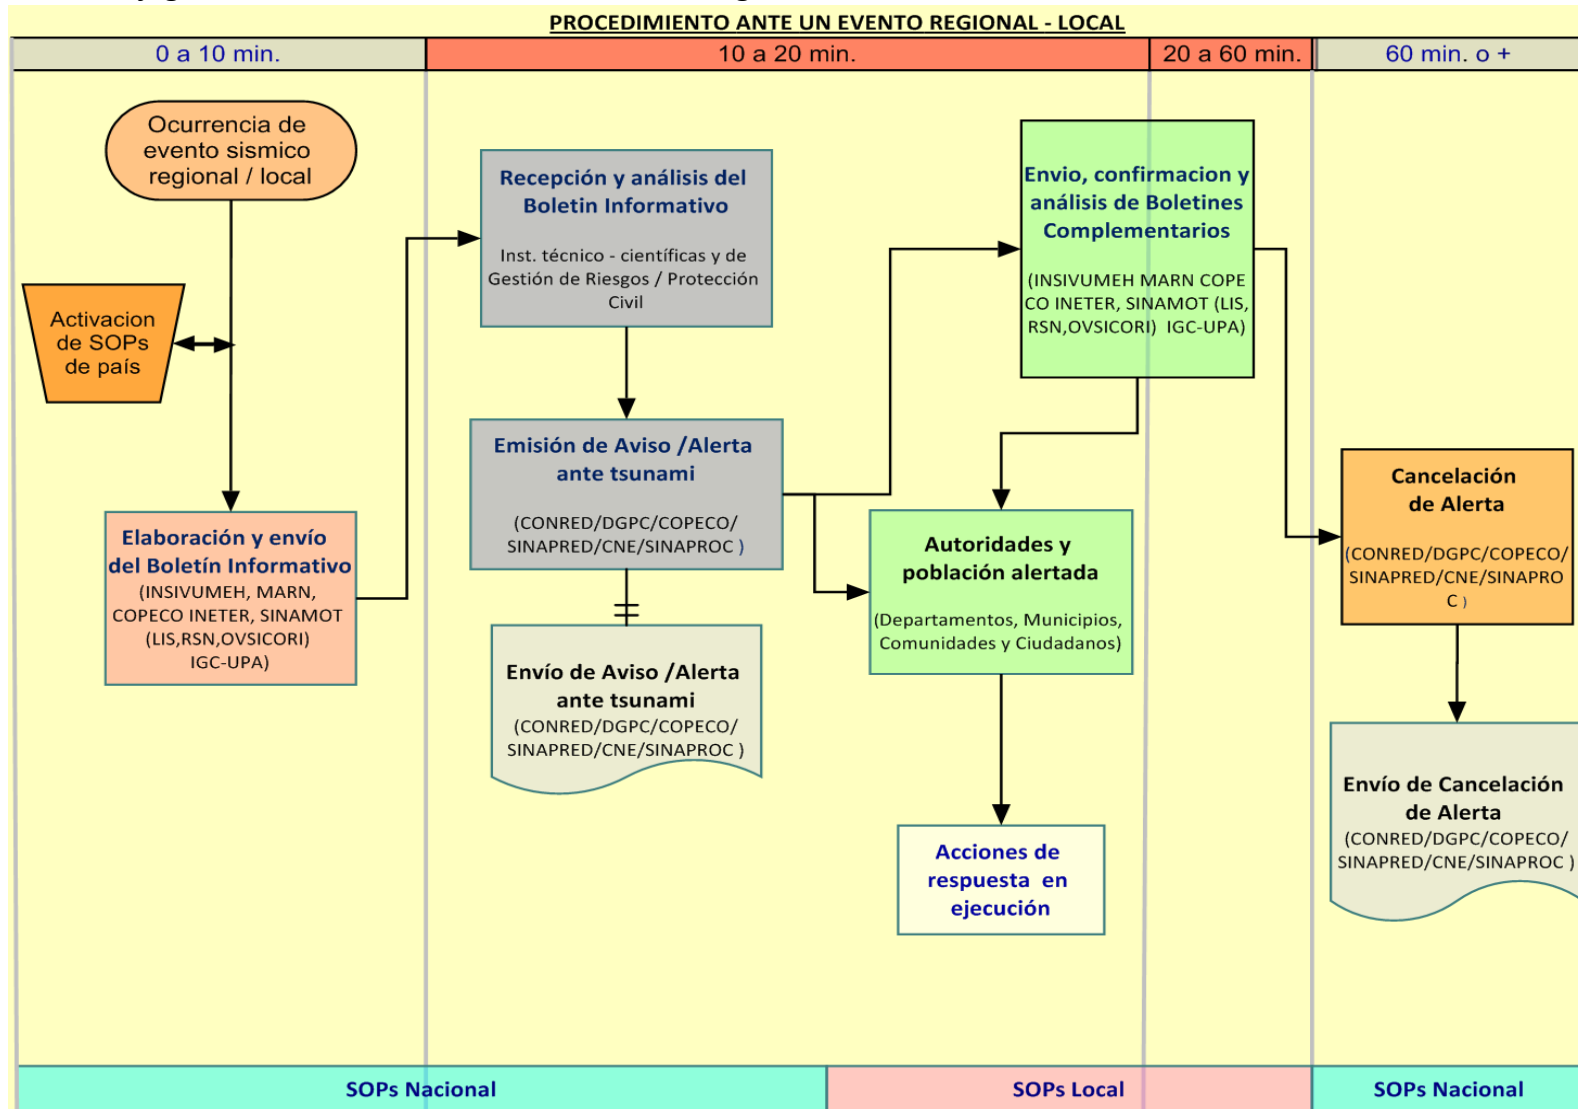 PROCEDIMIENTO ANTE UN EVENTO REGIONAL - LOCAL
0 a 10 min.
10 a 20 min.
20 a 60 min.
60 min. o +
Ocurrencia de
evento sismico
regional / local
Activacion
de SOPs
de país
Elaboración y envío
del Boletín Informativo
(INSIVUMEH, MARN,
COPECO INETER, SINAMOT
(LIS,RSN,OVSICORI)
IGC-UPA)
Recepción y análisis del
Boletin Informativo
Inst. técnico - científicas y de
Gestión de Riesgos / Protección
Civil
Emisión de Aviso /Alerta
ante tsunami
(CONRED/DGPC/COPECO/
SINAPRED/CNE/SINAPROC )
Envío de Aviso /Alerta
ante tsunami
(CONRED/DGPC/COPECO/
SINAPRED/CNE/SINAPROC )
Envio, confirmacion y
análisis de Boletines
Complementarios
(INSIVUMEH MARN COPE
CO INETER, SINAMOT (LIS,
RSN,OVSICORI) IGC-UPA)
Autoridades y
población alertada
(Departamentos, Municipios,
Comunidades y Ciudadanos)
Acciones de
respuesta en
ejecución
Cancelación
de Alerta
(CONRED/DGPC/COPECO/
SINAPRED/CNE/SINAPRO
C )
Envío de Cancelación
de Alerta
(CONRED/DGPC/COPECO/
SINAPRED/CNE/SINAPROC )
SOPs Nacional
SOPs Local
SOPs Nacional